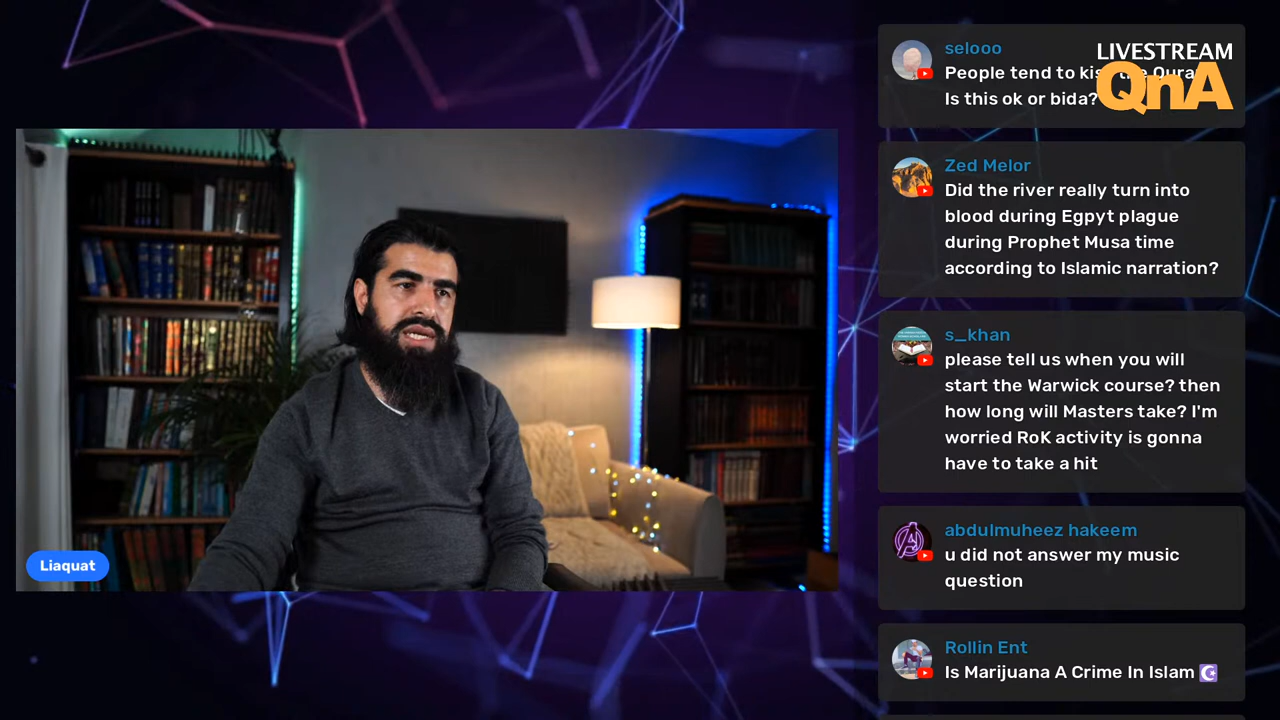 selooo
People tend to kis
Is this ok or bida?
LIVESTREAM
QnA
Zed Melor
Did the river really turn into
blood during Egpyt plague
during Prophet Musa time
according to Islamic narration?
s_khan
please tell us when you will
start the Warwick course? then
how long will Masters take? I'm
worried RoK activity is gonna
have to take a hit
abdulmuheez hakeem
u did not answer my music
question
Rollin Ent
Is Marijuana A Crime In Islam ☪️
Liaquat